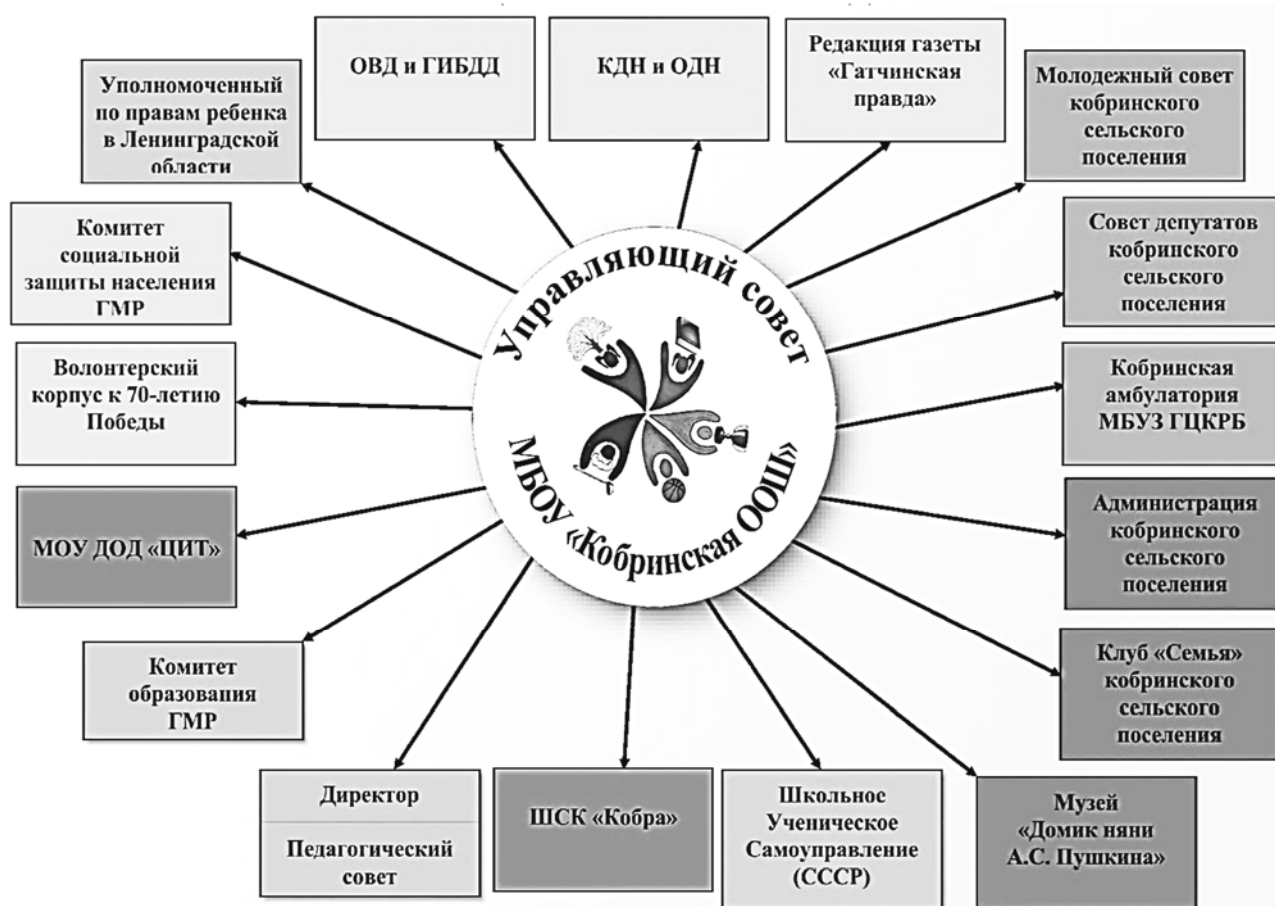 Уполномоченный
по правам ребенка
в Ленинградской
области
ОВД и ГИБДД
КДН и ОДН
Редакция газеты
«Гатчинская
правда»
Молодежный совет
кобринского
сельского
поселения
Комитет
социальной
защиты населения
ГМР
Управляющий совет
МБОУ «Кобринская ООШ»
Совет депутатов
кобринского
сельского
поселения
Волонтерский
корпус к 70-летию
Победы
Кобринская
амбулатория
МБУЗ ГЦКРБ
МОУ ДОД «ЦИТ»
Администрация
кобринского
сельского
поселения
Комитет
образования
ГМР
Клуб «Семья»
кобринского
сельского
поселения
Директор
Педагогический
совет
ШСК «Кобра»
Школьное
Ученическое
Самоуправление
(СССР)
Музей
«Домик няни
А.С. Пушкина»